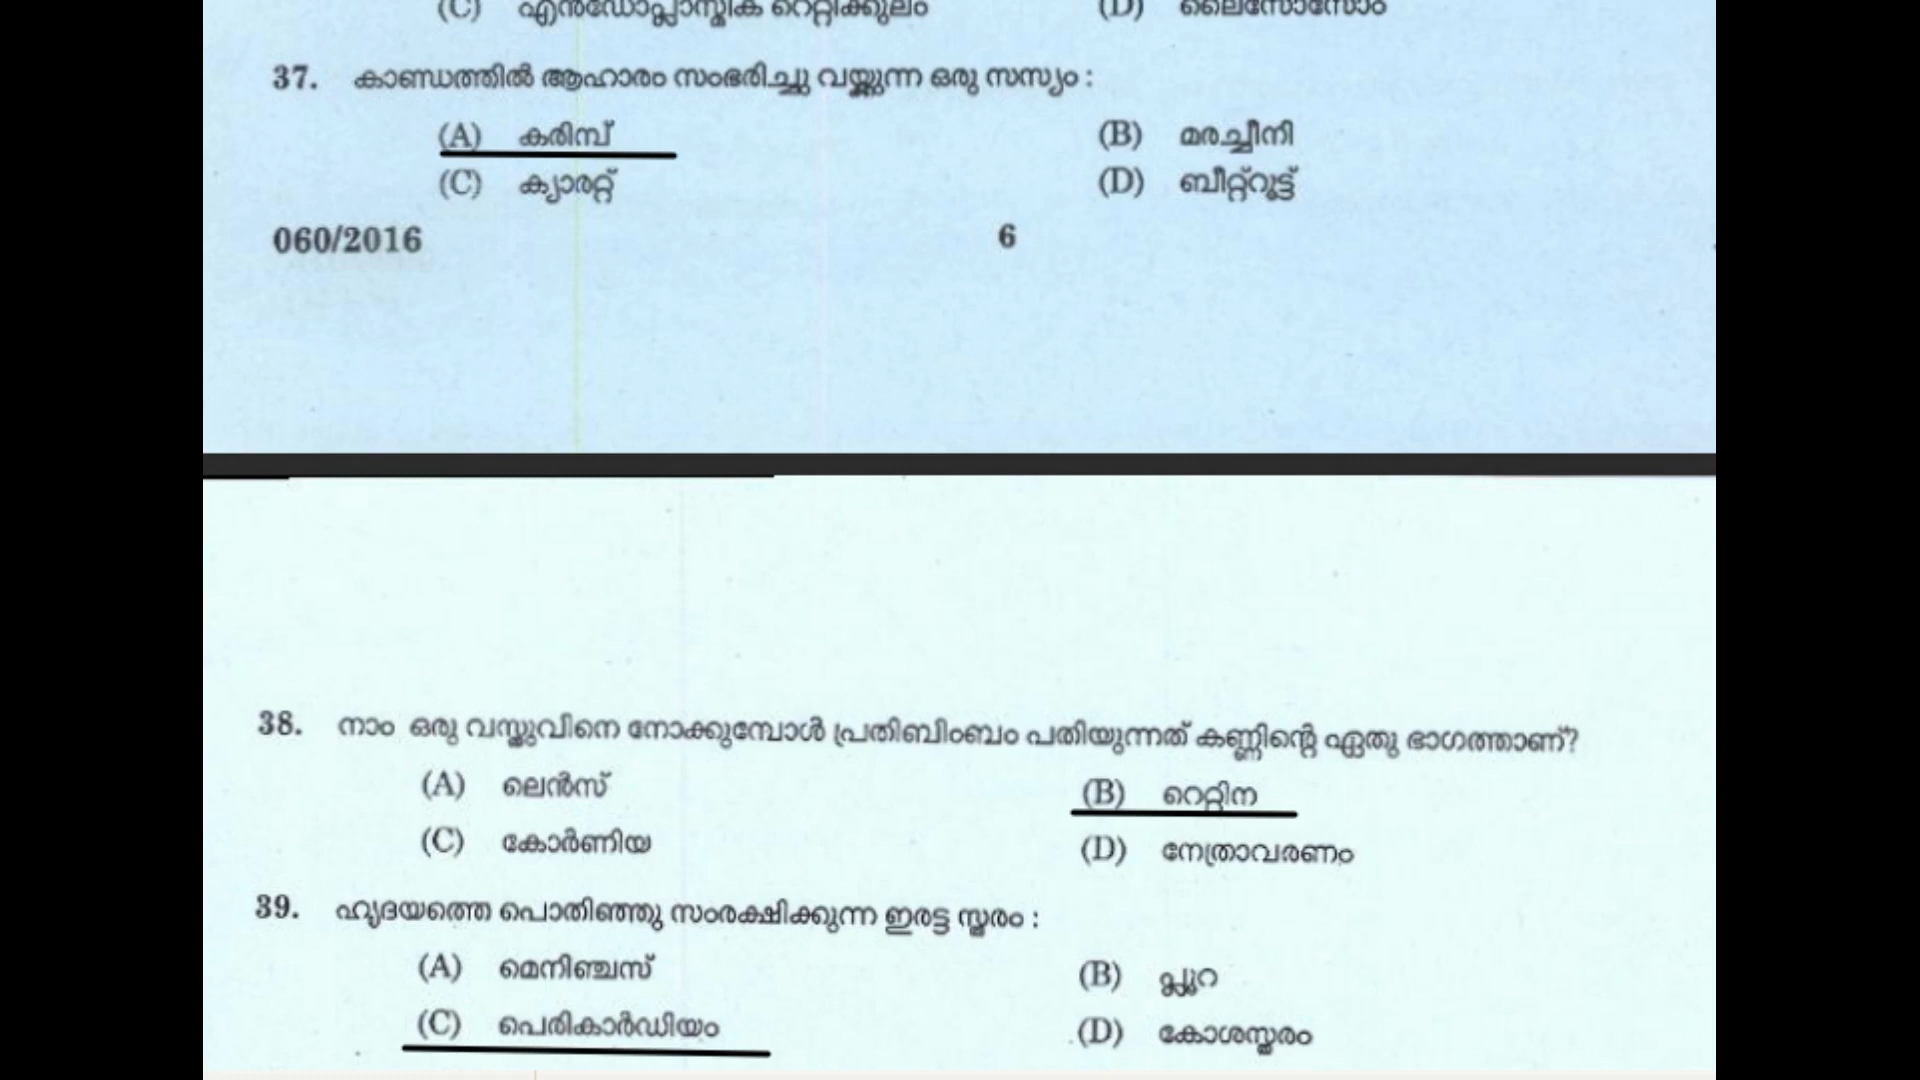 (C) എൻഡോപ്ലാസ്മിക റെറ്റിക്കുലം (D) ലൈസോസോം
37. കാണ്ഡത്തിൽ ആഹാരം സംഭരിച്ചു വയ്ക്കുന്ന ഒരു സസ്യം :
(A) കരിമ്പ് (B) മരച്ചീനി
(C) ക്യാരറ്റ് (D) ബീറ്റ്റൂട്ട്
060/2016 6
38. നാം ഒരു വസ്തുവിനെ നോക്കുമ്പോൾ പ്രതിബിംബം പതിയുന്നത് കണ്ണിന്റെ ഏതു ഭാഗത്താണ്?
(A) ലെൻസ് (B) റെറ്റിന
(C) കോർണിയ (D) നേത്രാവരണം
39. ഹൃദയത്തെ പൊതിഞ്ഞു സംരക്ഷിക്കുന്ന ഇരട്ട സ്തരം :
(A) മെനിഞ്ചസ് (B) പ്ലൂറ
(C) പെരികാർഡിയം (D) കോശസ്തരം